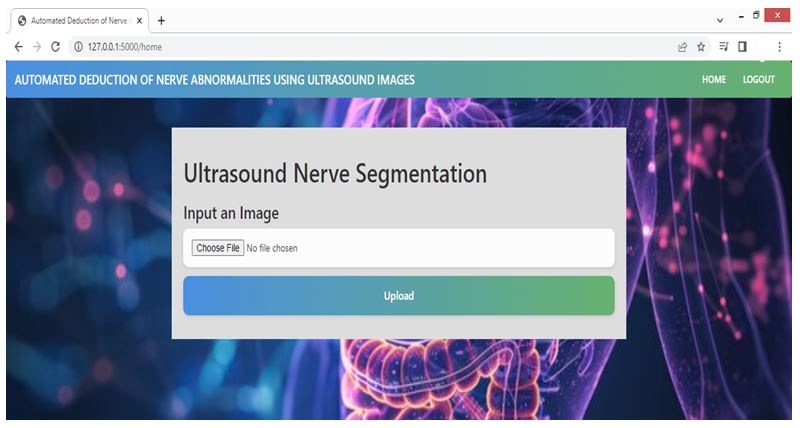 Automated Deduction of Nerve
127.0.0.1:5000/home
AUTOMATED DEDUCTION OF NERVE ABNORMALITIES USING ULTRASOUND IMAGES
HOME LOGOUT
Ultrasound Nerve Segmentation
Input an Image
Choose File No file chosen
Upload